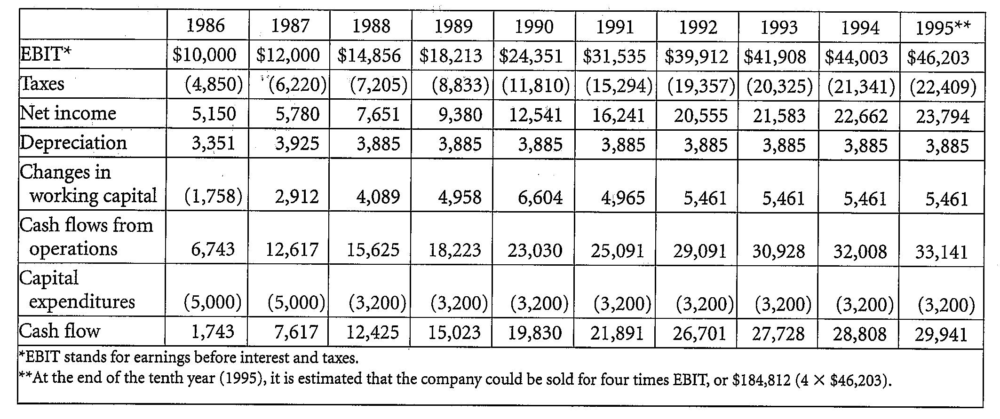 1986 1987 1988 1989 1990 1991 1992 1993 1994 1995**
EBIT* $10,000 $12,000 $14,856 $18,213 $24,351 $31,535 $39,912 $41,908 $44,003 $46,203
Taxes (4,850) (6,220) (7,205) (8,833) (11,810) (15,294) (19,357) (20,325) (21,341) (22,409)
Net income 5,150 5,780 7,651 9,380 12,541 16,241 20,555 21,583 22,662 23,794
Depreciation 3,351 3,925 3,885 3,885 3,885 3,885 3,885 3,885 3,885 3,885
Changes in
working capital (1,758) 2,912 4,089 4,958 6,604 4,965 5,461 5,461 5,461 5,461
Cash flows from
operations 6,743 12,617 15,625 18,223 23,030 25,091 29,091 30,928 32,008 33,141
Capital
expenditures (5,000) (5,000) (3,200) (3,200) (3,200) (3,200) (3,200) (3,200) (3,200) (3,200)
Cash flow 1,743 7,617 12,425 15,023 19,830 21,891 26,701 27,728 28,808 29,941
*EBIT stands for earnings before interest and taxes.
**At the end of the tenth year (1995), it is estimated that the company could be sold for four times EBIT, or $184,812 (4 × $46,203).